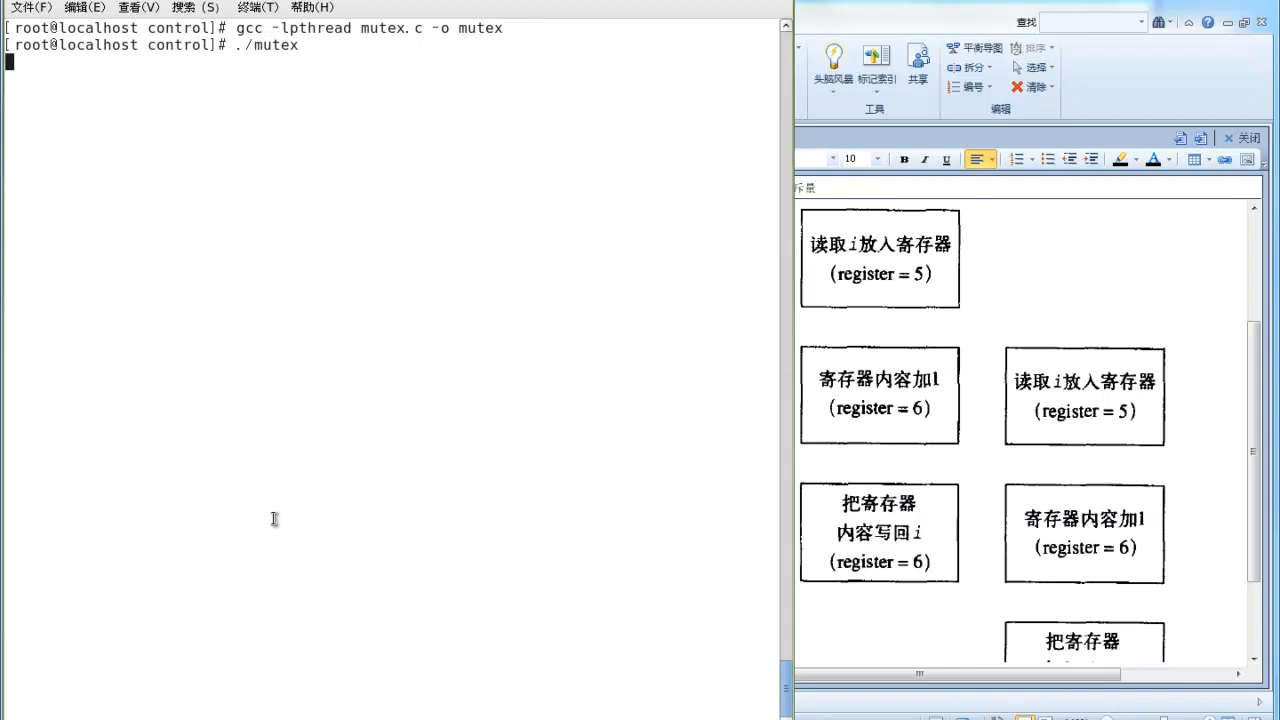 文件(F) 编辑(E) 查看(V) 搜索 (S) 终端(T) 帮助(H)
[root@localhost control]# gcc -lpthread mutex.c -o mutex
[root@localhost control]# ./mutex
查找
平衡导图 排序
拆分 选择
头脑风暴 标记索引 共享
编号 清除
工具 编辑
关闭
10 B I U A
斥量
读取i放入寄存器
(register = 5)
寄存器内容加1
(register = 6)
读取i放入寄存器
(register = 5)
把寄存器
内容写回i
(register = 6)
寄存器内容加1
(register = 6)
把寄存器